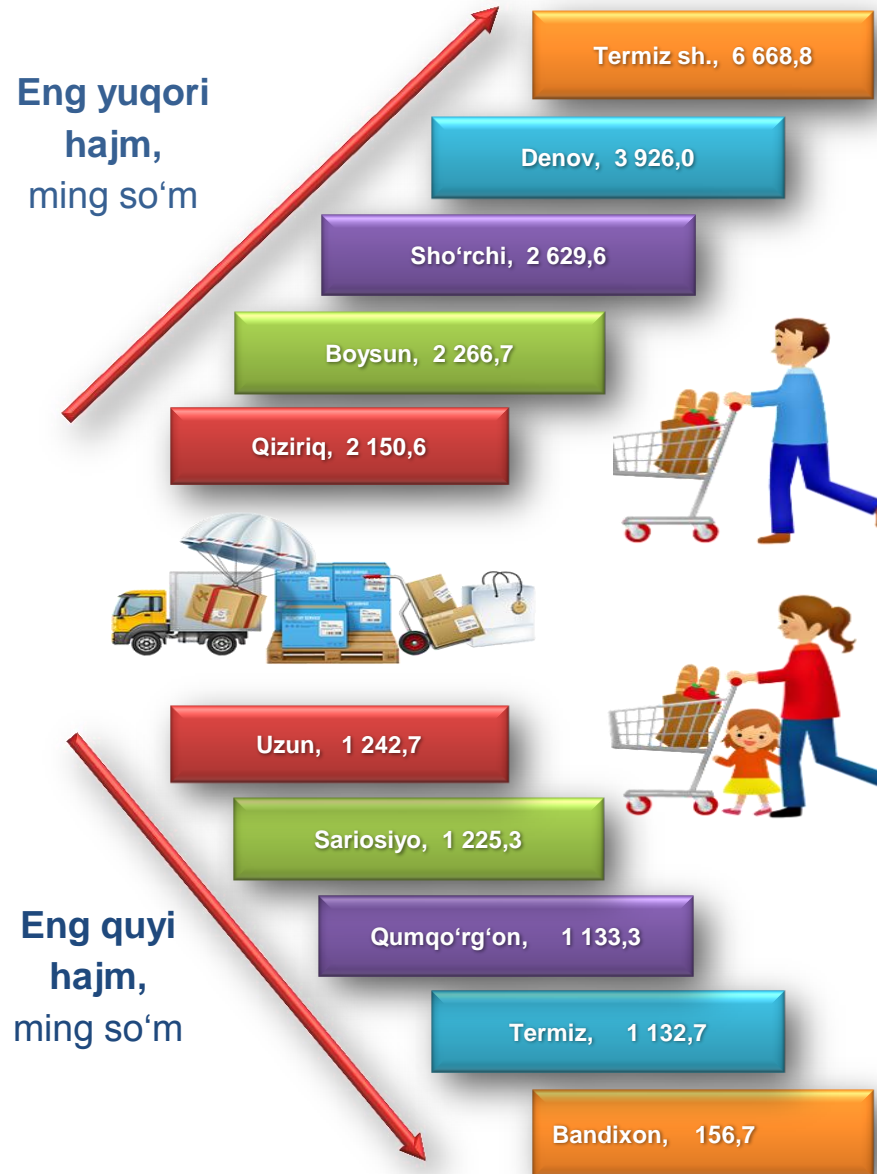 Eng yuqori
hajm,
ming so‘m
Termiz sh., 6 668,8
Denov, 3 926,0
Sho‘rchi, 2 629,6
Boysun, 2 266,7
Qiziriq, 2 150,6
Uzun, 1 242,7
Sariosiyo, 1 225,3
Qumqo‘rg‘on, 1 133,3
Eng quyi
hajm,
ming so‘m
Termiz, 1 132,7
Bandixon, 156,7